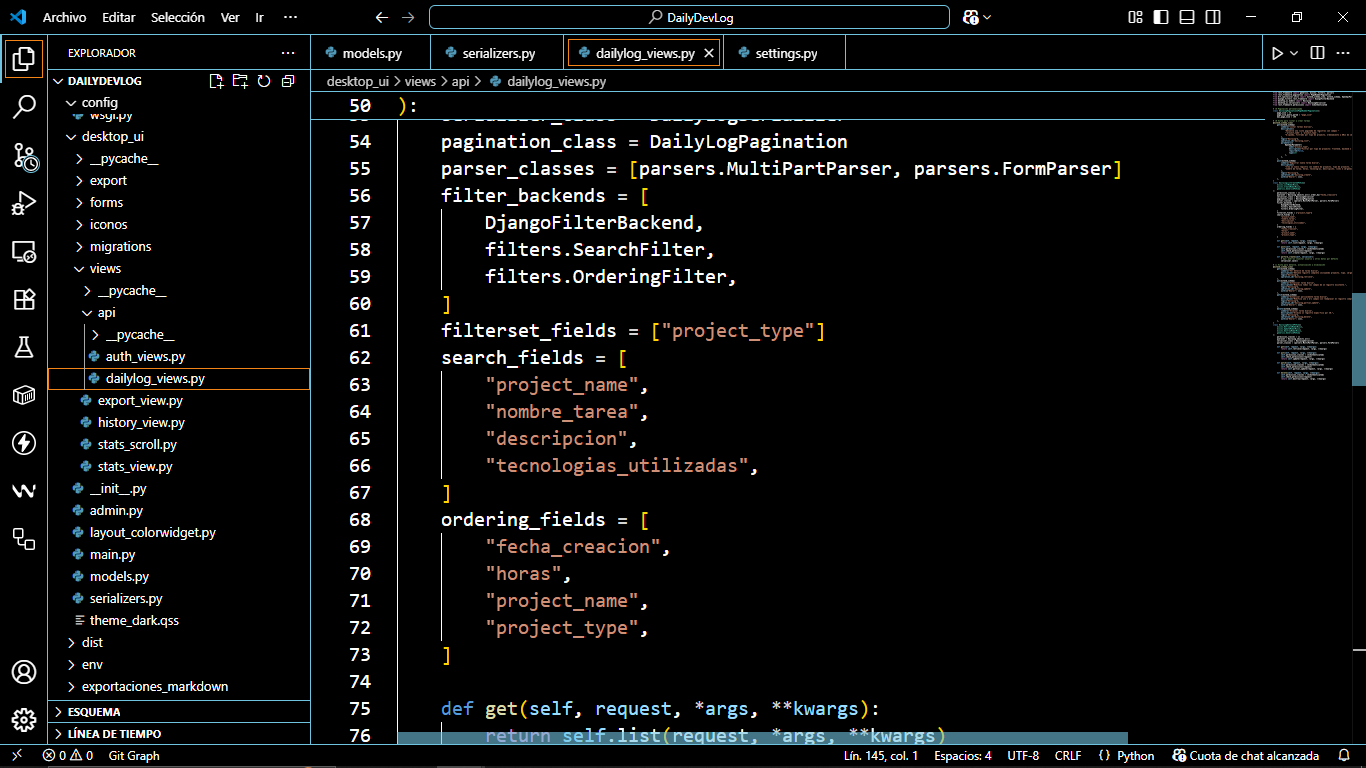 Archivo Editar Selección Ver Ir ··· DailyDevLog
EXPLORADOR ···
DAILYDEVLOG
config
wsgi.py
desktop_ui
__pycache__
export
forms
iconos
migrations
views
__pycache__
api
__pycache__
auth_views.py
dailylog_views.py
export_view.py
history_view.py
stats_scroll.py
stats_view.py
__init__.py
admin.py
layout_colorwidget.py
main.py
models.py
serializers.py
theme_dark.qss
dist
env
exportaciones_markdown
ESQUEMA
LÍNEA DE TIEMPO
models.py serializers.py dailylog_views.py settings.py
desktop_ui > views > api > dailylog_views.py
50 ):
54 pagination_class = DailyLogPagination
55 parser_classes = [parsers.MultiPartParser, parsers.FormParser]
56 filter_backends = [
57 DjangoFilterBackend,
58 filters.SearchFilter,
59 filters.OrderingFilter,
60 ]
61 filterset_fields = ["project_type"]
62 search_fields = [
63 "project_name",
64 "nombre_tarea",
65 "descripcion",
66 "tecnologias_utilizadas",
67 ]
68 ordering_fields = [
69 "fecha_creacion",
70 "horas",
71 "project_name",
72 "project_type",
73 ]
74
75 def get(self, request, *args, **kwargs):
76 return self.list(request, *args, **kwargs)
0 0 Git Graph Lín. 145, col. 1 Espacios: 4 UTF-8 CRLF {} Python Cuota de chat alcanzada